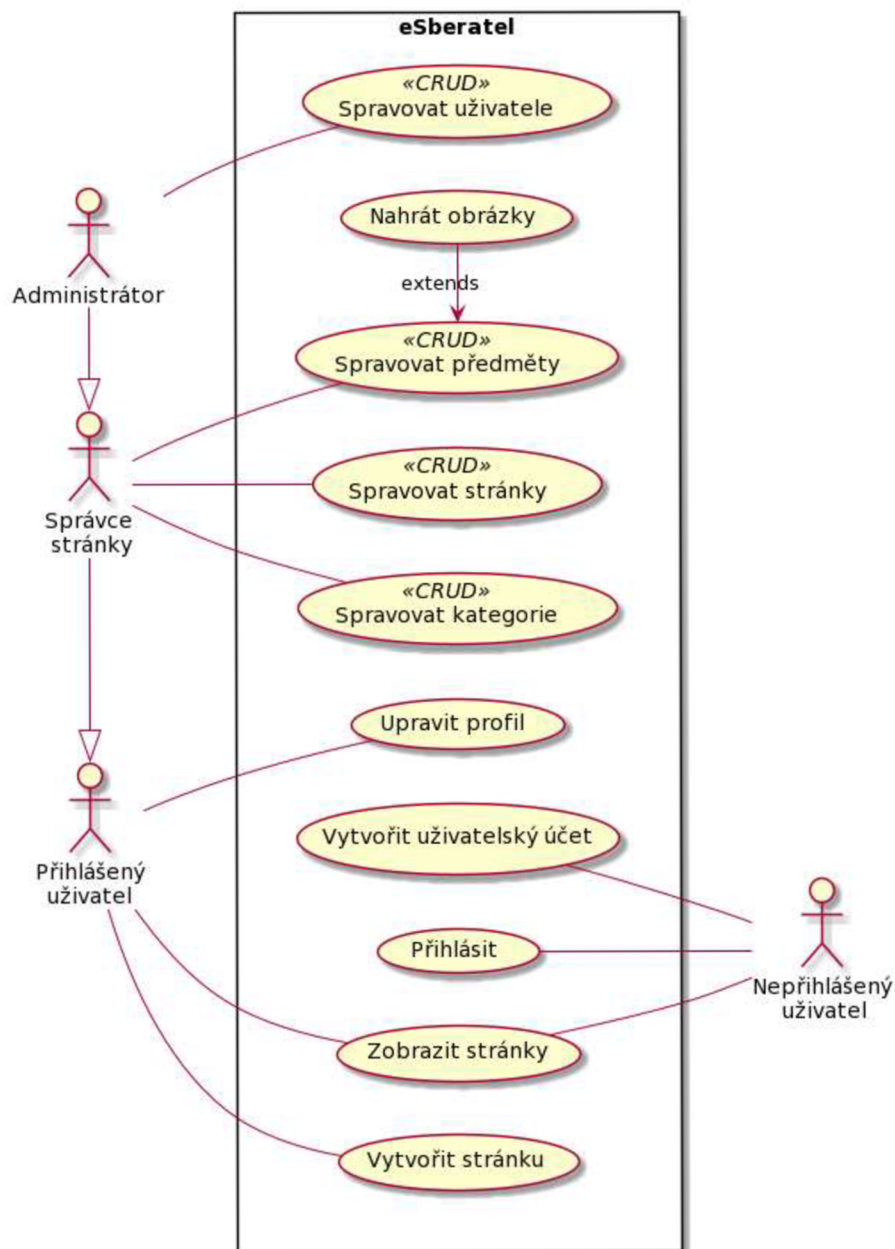 eSberatel
«CRUD»
Spravovat uživatele
Nahrát obrázky
Administrátor
extends
«CRUD»
Spravovat předměty
«CRUD»
Spravovat stránky
Správce
stránky
«CRUD»
Spravovat kategorie
Upravit profil
Vytvořit uživatelský účet
Přihlášený
uživatel
Přihlásit
Nepřihlášený
uživatel
Zobrazit stránky
Vytvořit stránku